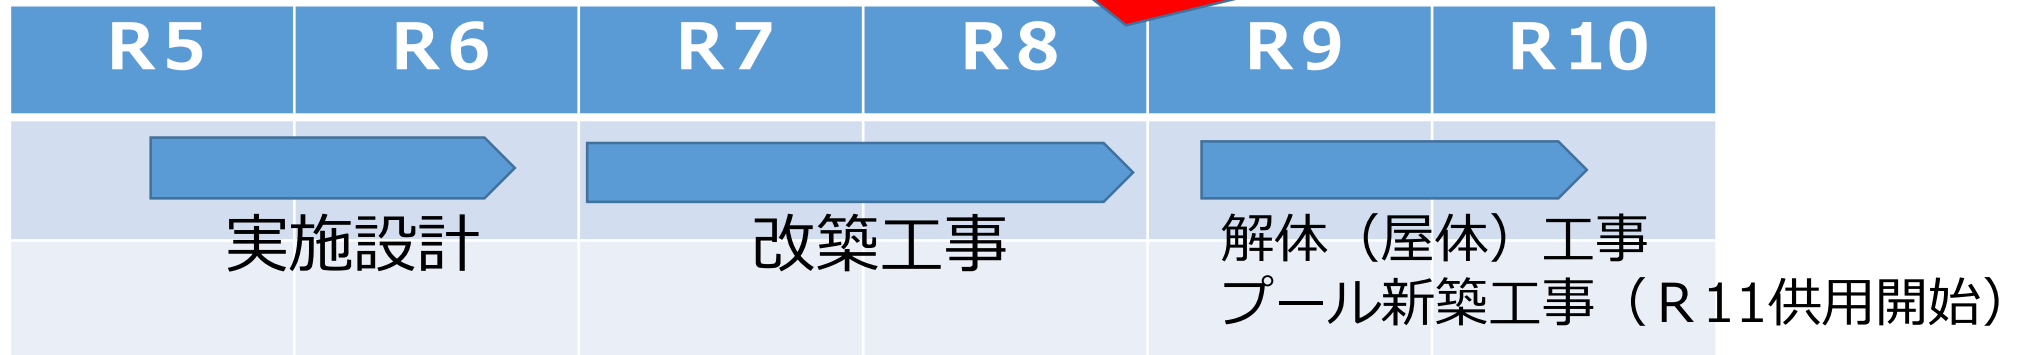 R5 R6 R7 R8 R9 R10
実施設計 改築工事 解体（屋体）工事
プール新築工事（R11供用開始）